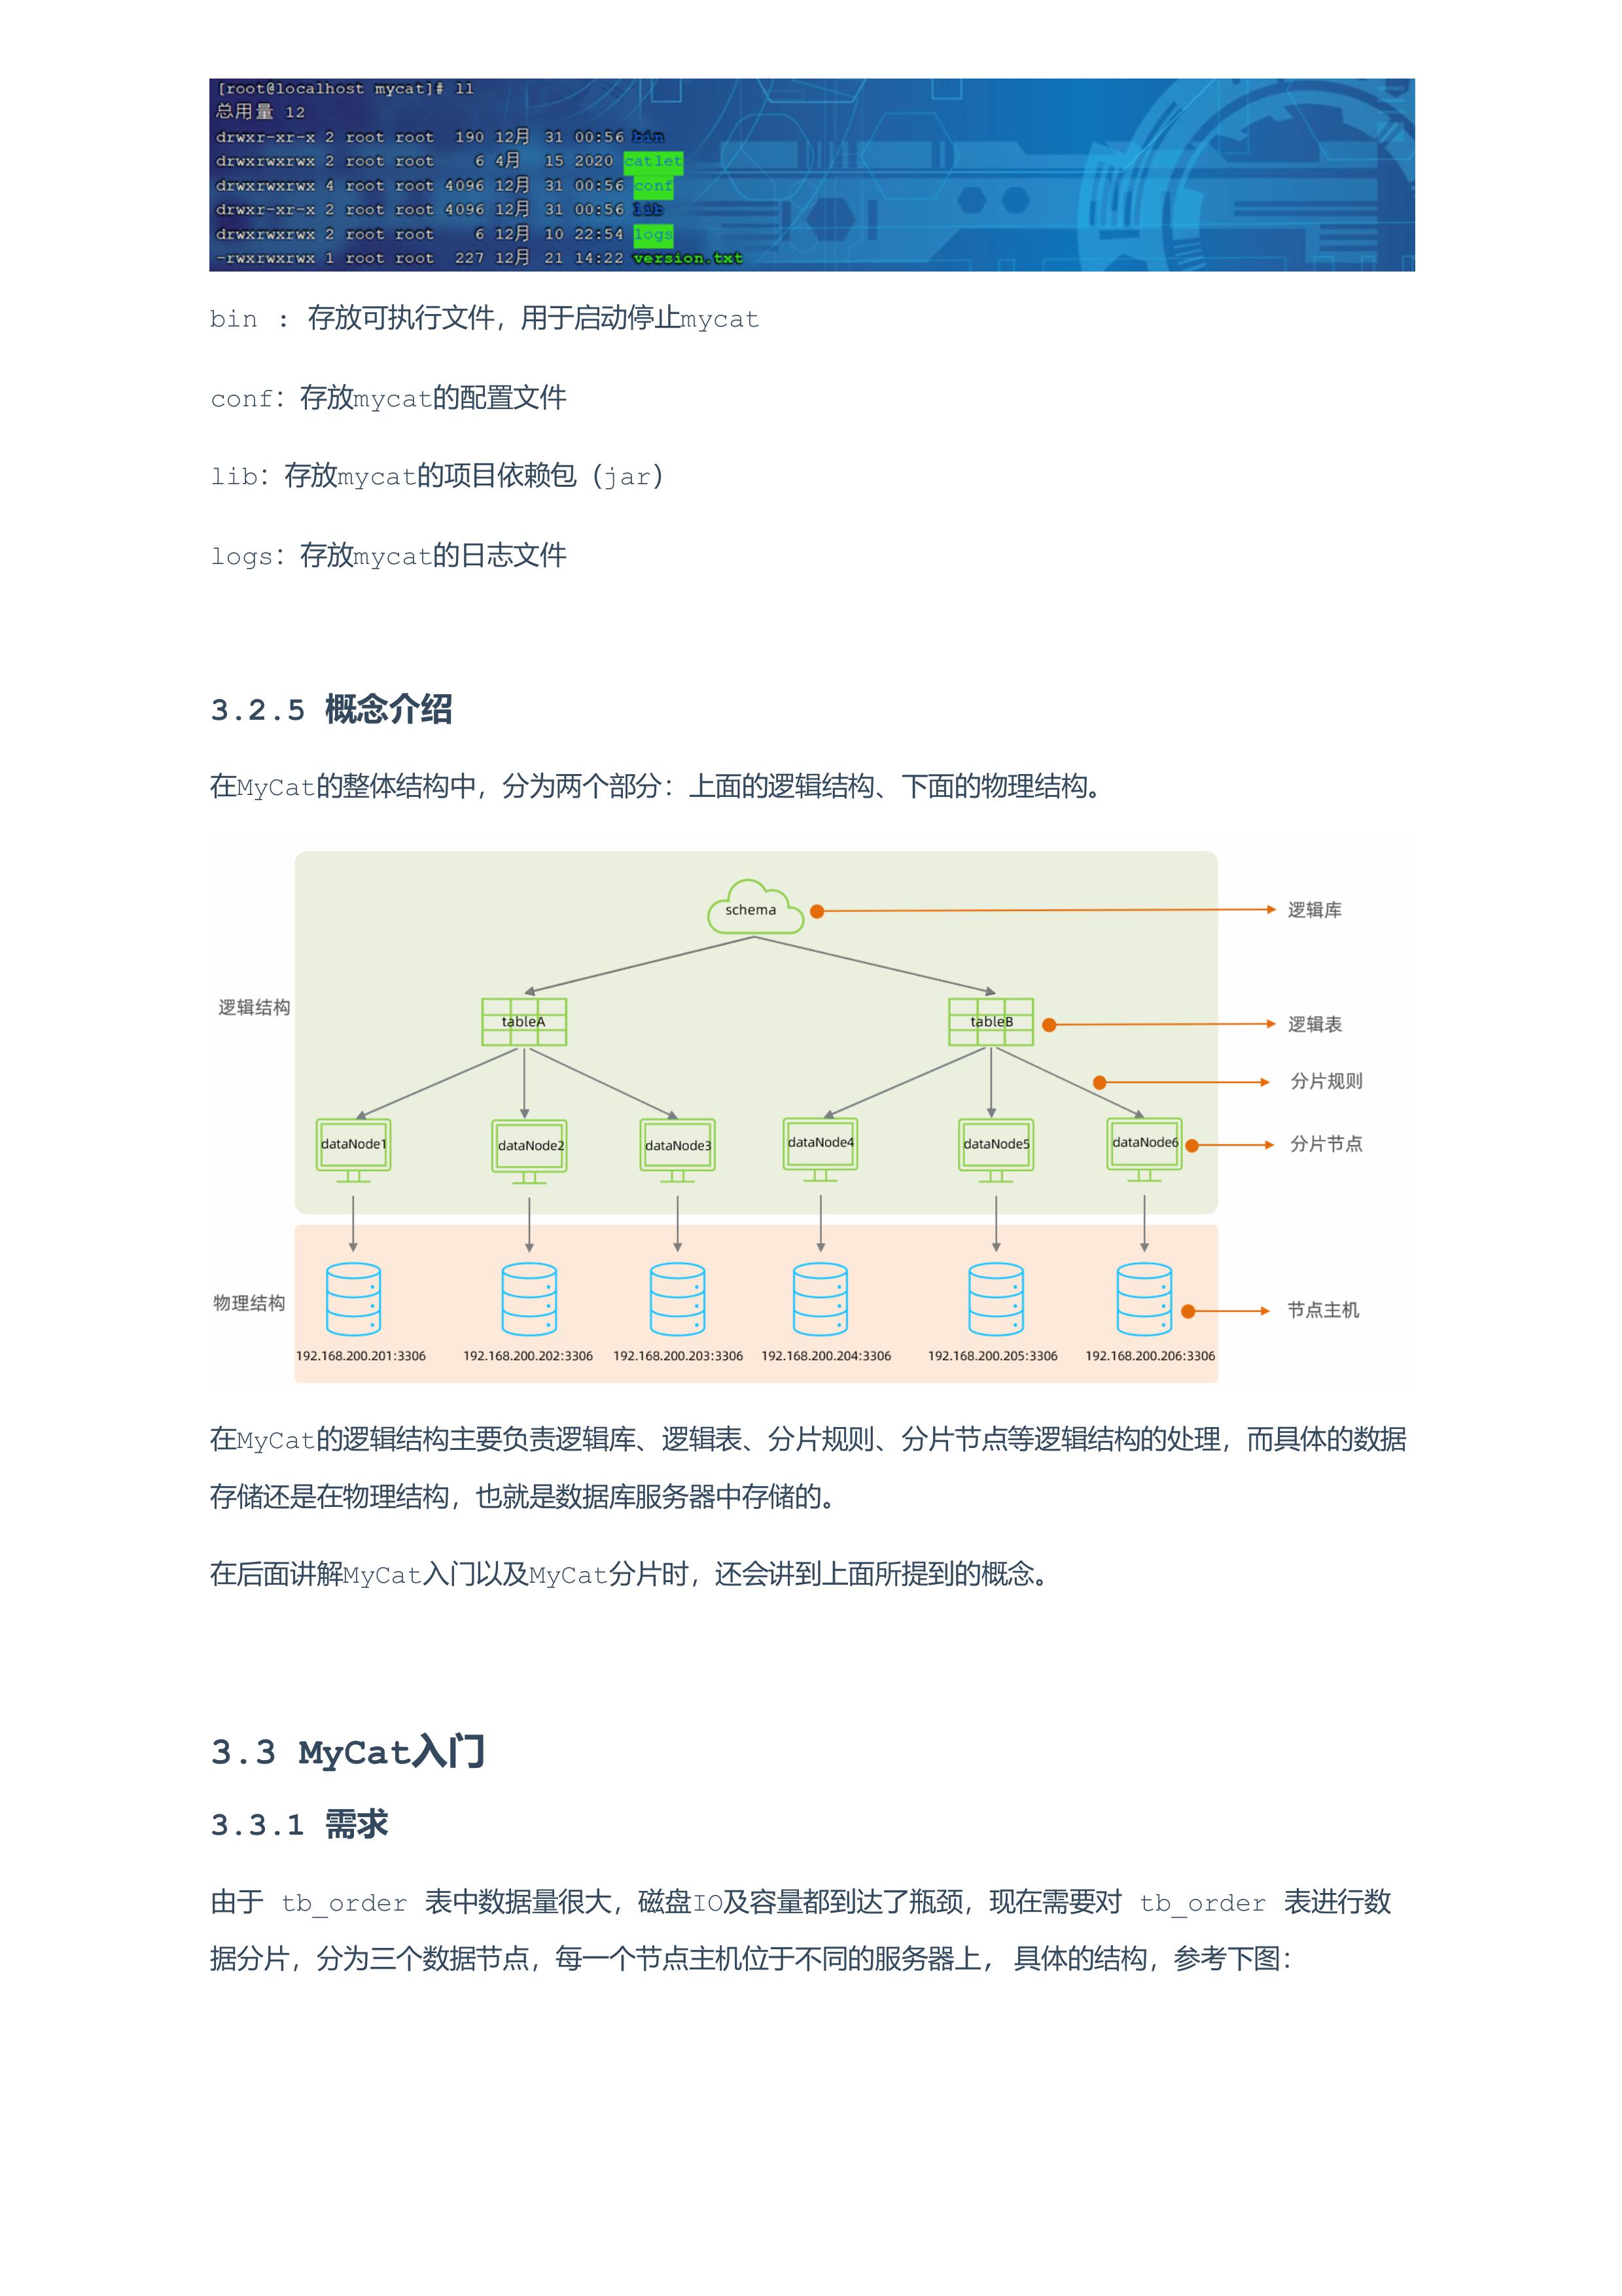 [root@localhost mycat]# ll
总用量 12
drwxr-xr-x 2 root root 190 12月 31 00:56 bin
drwxrwxrwx 2 root root 6 4月 15 2020 catlet
drwxrwxrwx 4 root root 4096 12月 31 00:56 conf
drwxr-xr-x 2 root root 4096 12月 31 00:56 lib
drwxrwxrwx 2 root root 6 12月 10 22:54 logs
-rwxrwxrwx 1 root root 227 12月 21 14:22 version.txt
bin : 存放可执行文件，用于启动停止mycat
conf：存放mycat的配置文件
lib：存放mycat的项目依赖包（jar）
logs：存放mycat的日志文件
3.2.5 概念介绍
在MyCat的整体结构中，分为两个部分：上面的逻辑结构、下面的物理结构。
schema
逻辑库
逻辑结构
tableA
tableB
逻辑表
分片规则
dataNode1
dataNode2
dataNode3
dataNode4
dataNode5
dataNode6
分片节点
物理结构
节点主机
192.168.200.201:3306
192.168.200.202:3306
192.168.200.203:3306
192.168.200.204:3306
192.168.200.205:3306
192.168.200.206:3306
在MyCat的逻辑结构主要负责逻辑库、逻辑表、分片规则、分片节点等逻辑结构的处理，而具体的数据
存储还是在物理结构，也就是数据库服务器中存储的。
在后面讲解MyCat入门以及MyCat分片时，还会讲到上面所提到的概念。
3.3 MyCat入门
3.3.1 需求
由于 tb_order 表中数据量很大，磁盘IO及容量都到达了瓶颈，现在需要对 tb_order 表进行数
据分片，分为三个数据节点，每一个节点主机位于不同的服务器上， 具体的结构，参考下图：